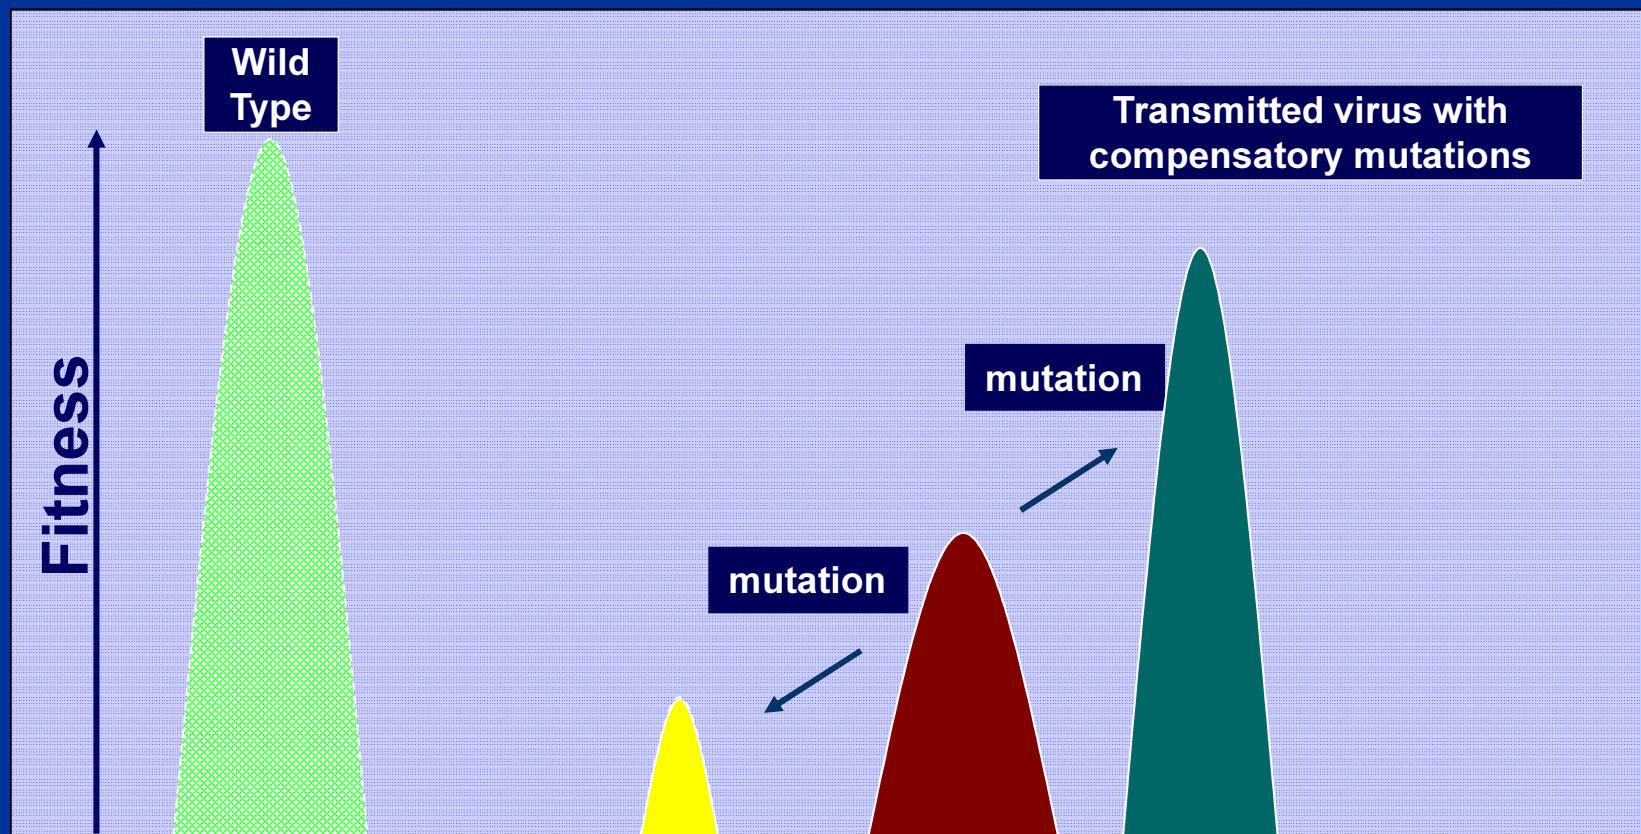 Wild
Type
Transmitted virus with
compensatory mutations
Fitness
mutation
mutation